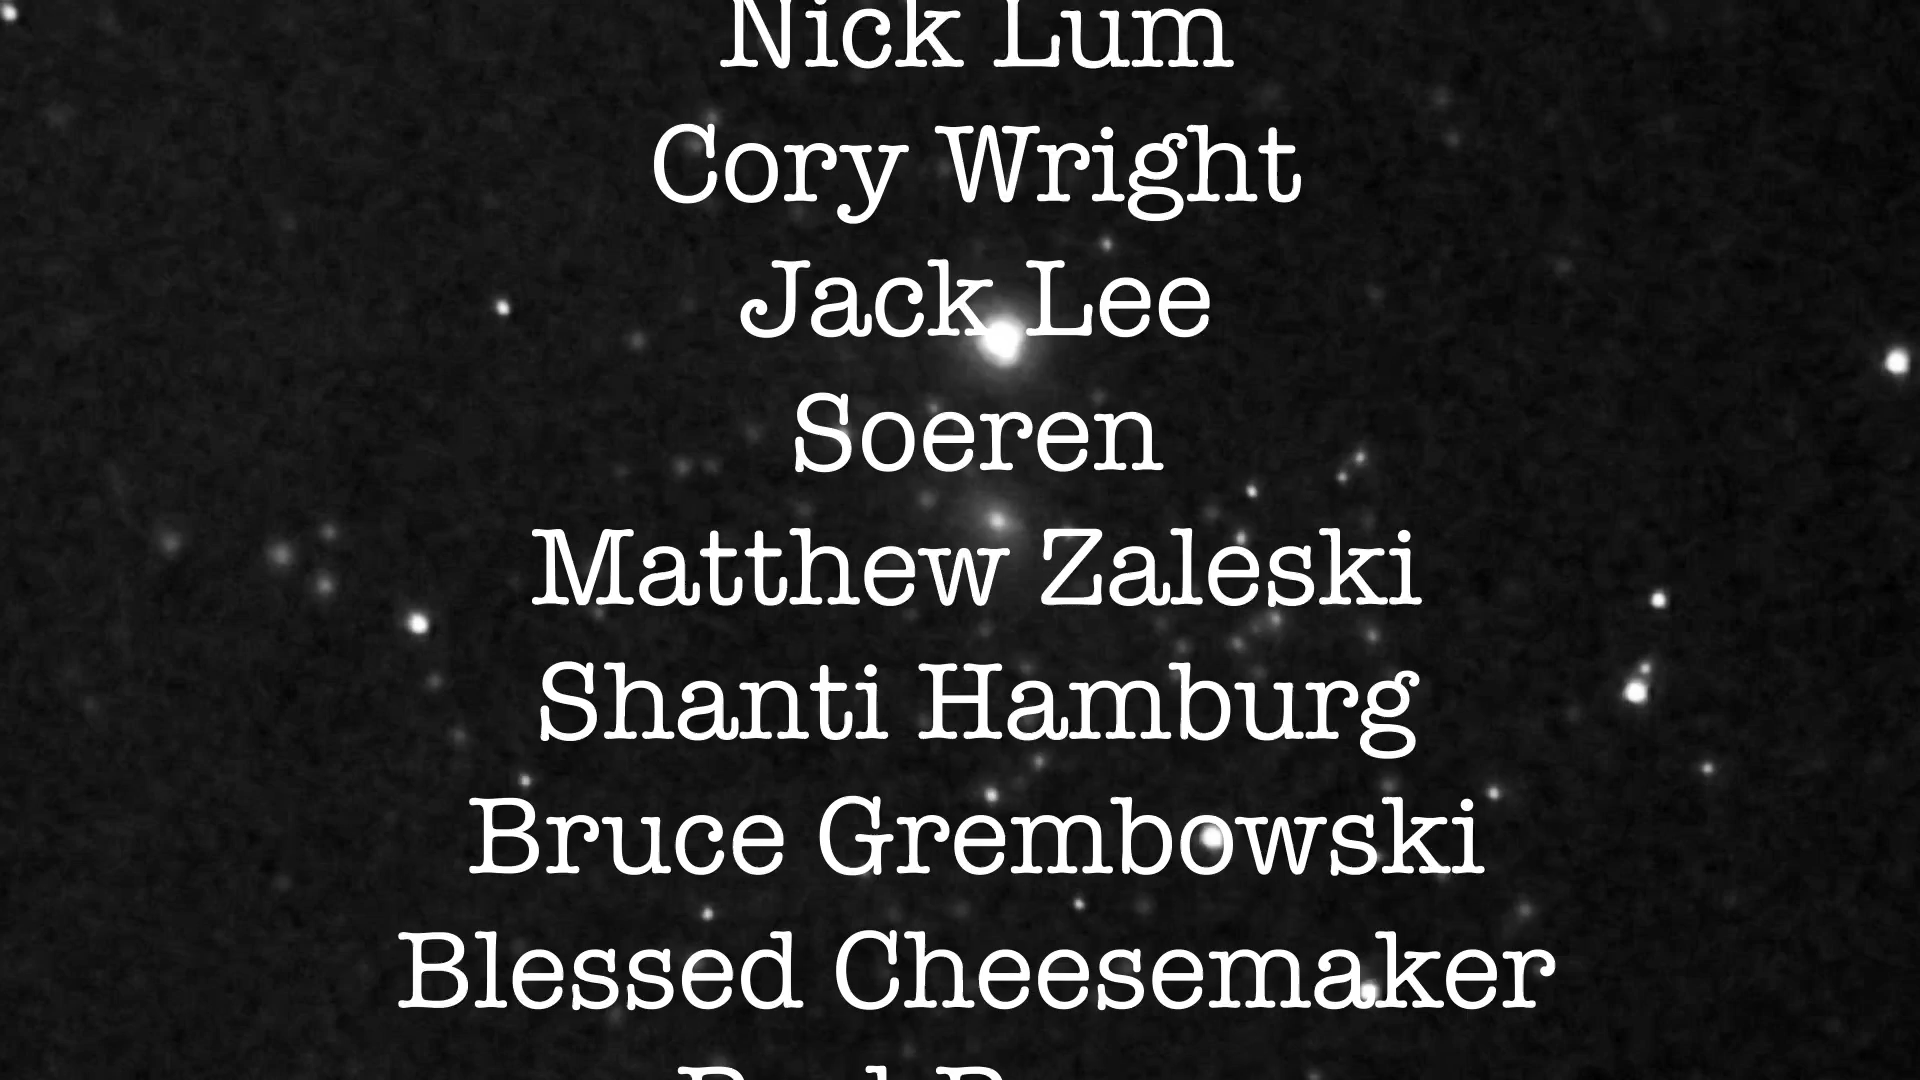 Nick Lum
Cory Wright
Jack Lee
Soeren
Matthew Zaleski
Shanti Hamburg
Bruce Grembowski
Blessed Cheesemaker